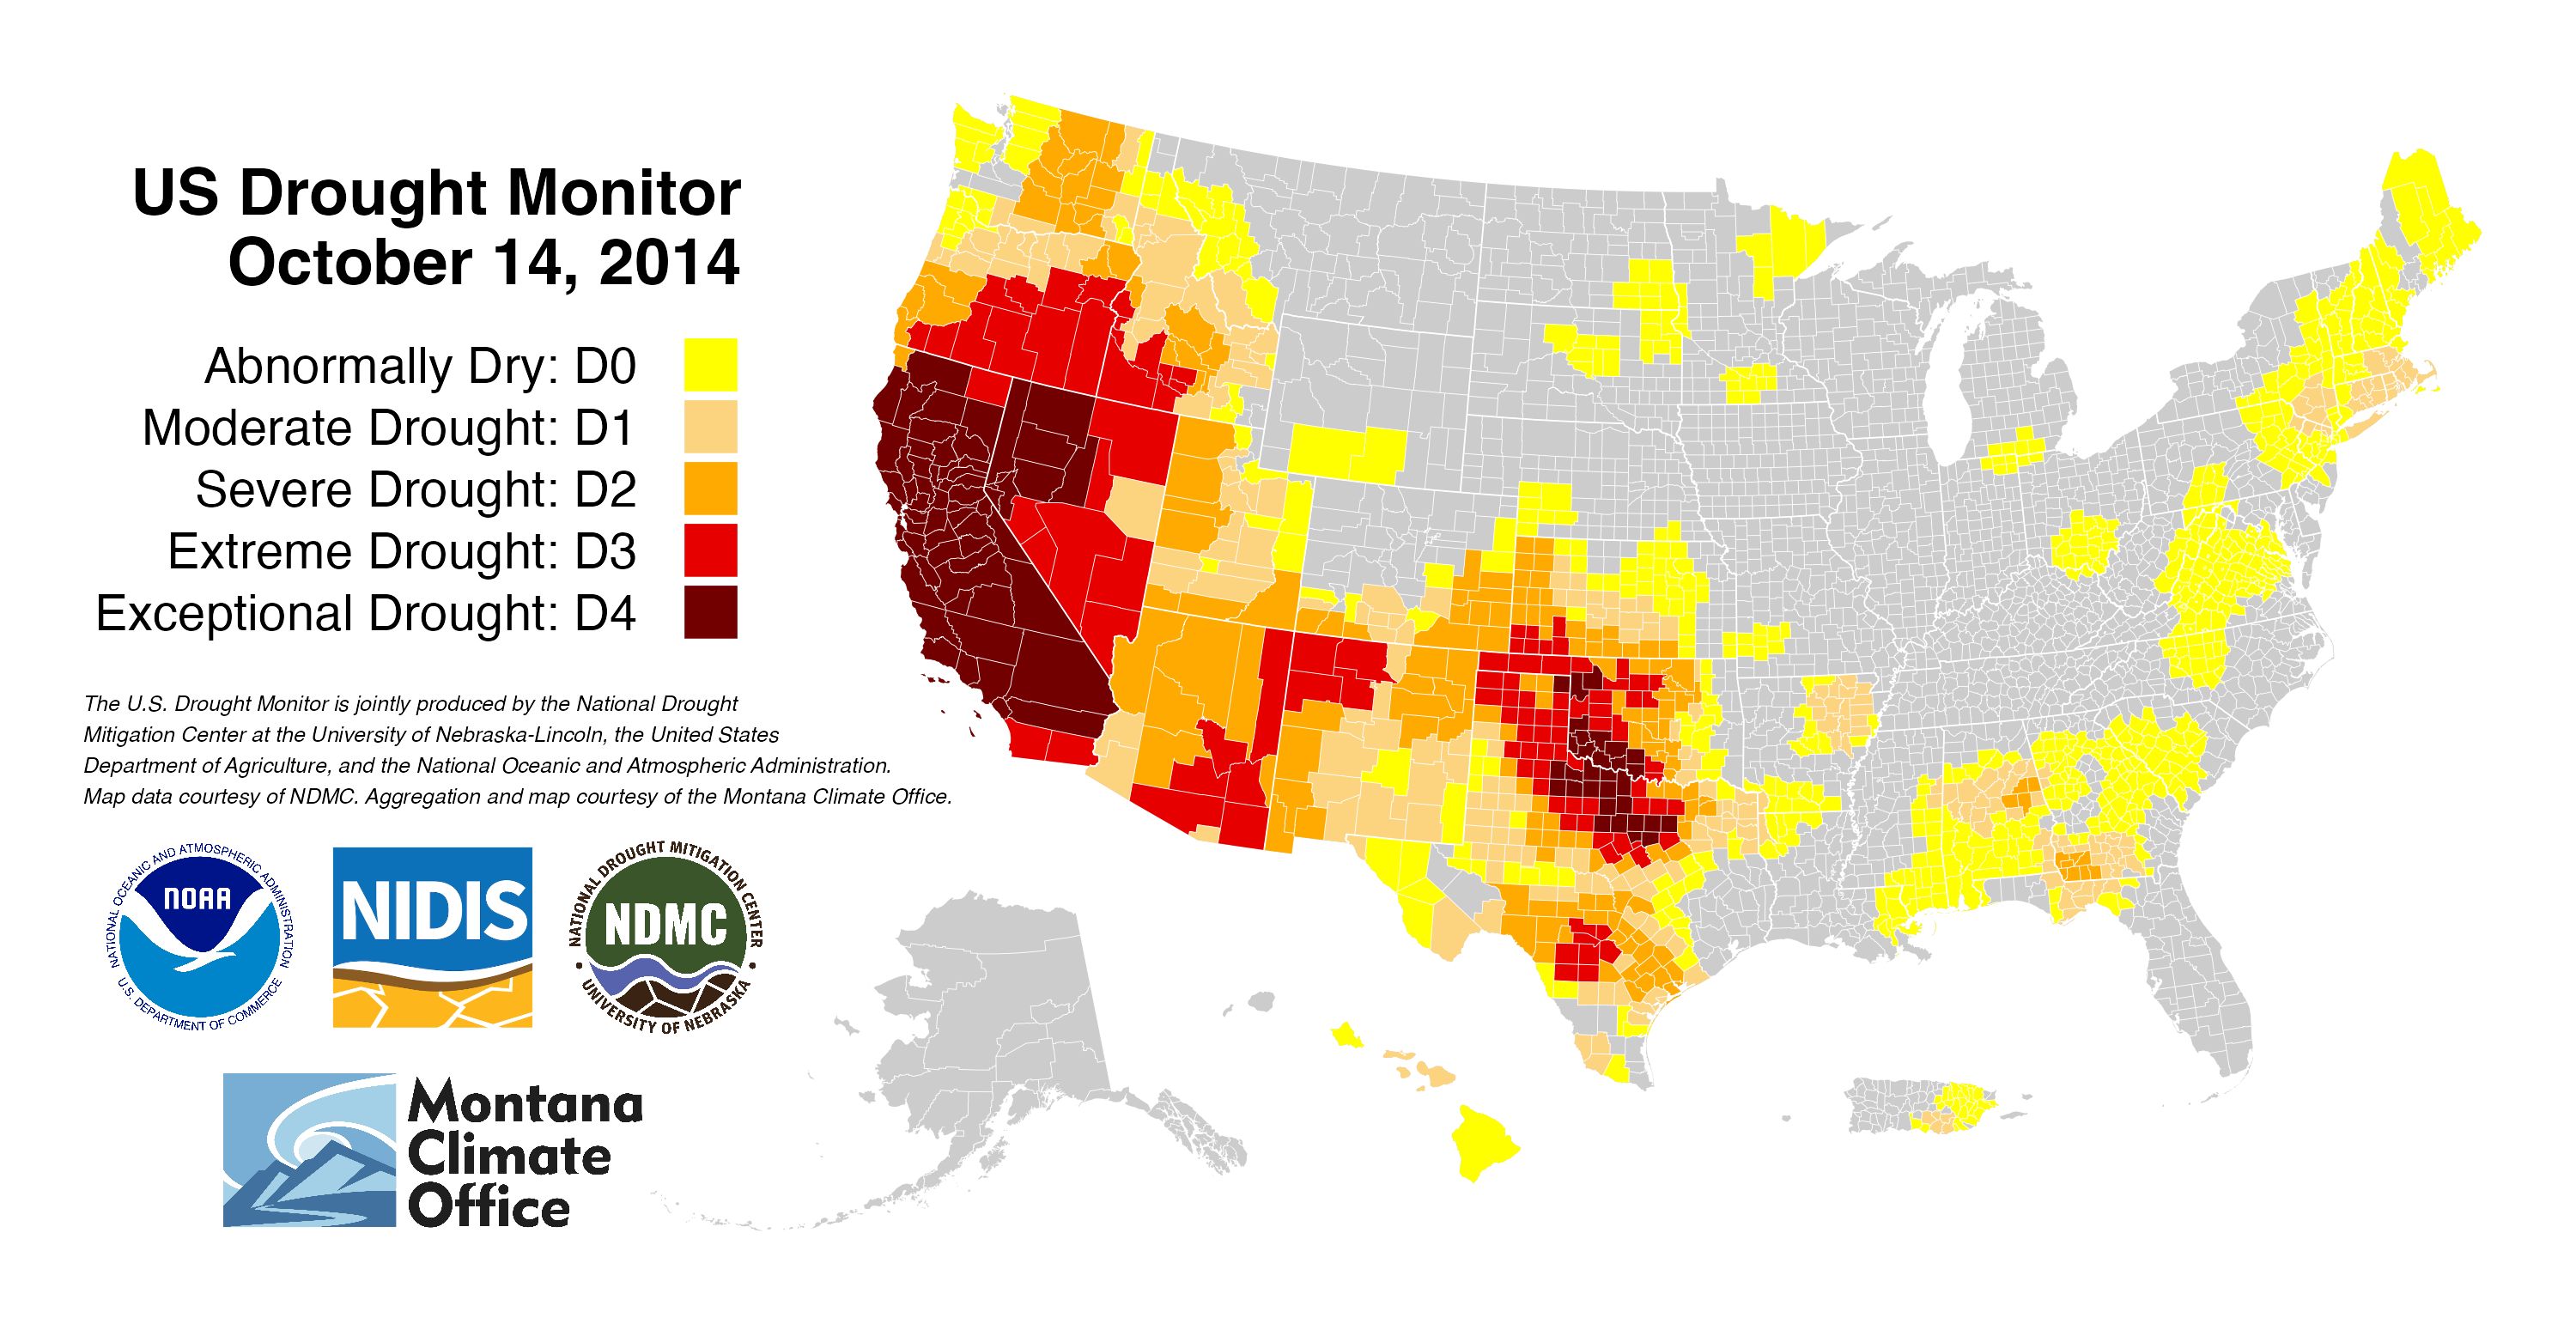 US Drought Monitor
October 14, 2014
Abnormally Dry: D0
Moderate Drought: D1
Severe Drought: D2
Extreme Drought: D3
Exceptional Drought: D4
The U.S. Drought Monitor is jointly produced by the National Drought
Mitigation Center at the University of Nebraska-Lincoln, the United States
Department of Agriculture, and the National Oceanic and Atmospheric Administration.
Map data courtesy of NDMC. Aggregation and map courtesy of the Montana Climate Office.
NATIONAL OCEANIC AND ATMOSPHERIC ADMINISTRATION
NOAA
U.S. DEPARTMENT OF COMMERCE
NIDIS
NATIONAL DROUGHT MITIGATION CENTER
NDMC
UNIVERSITY OF NEBRASKA
Montana
Climate
Office